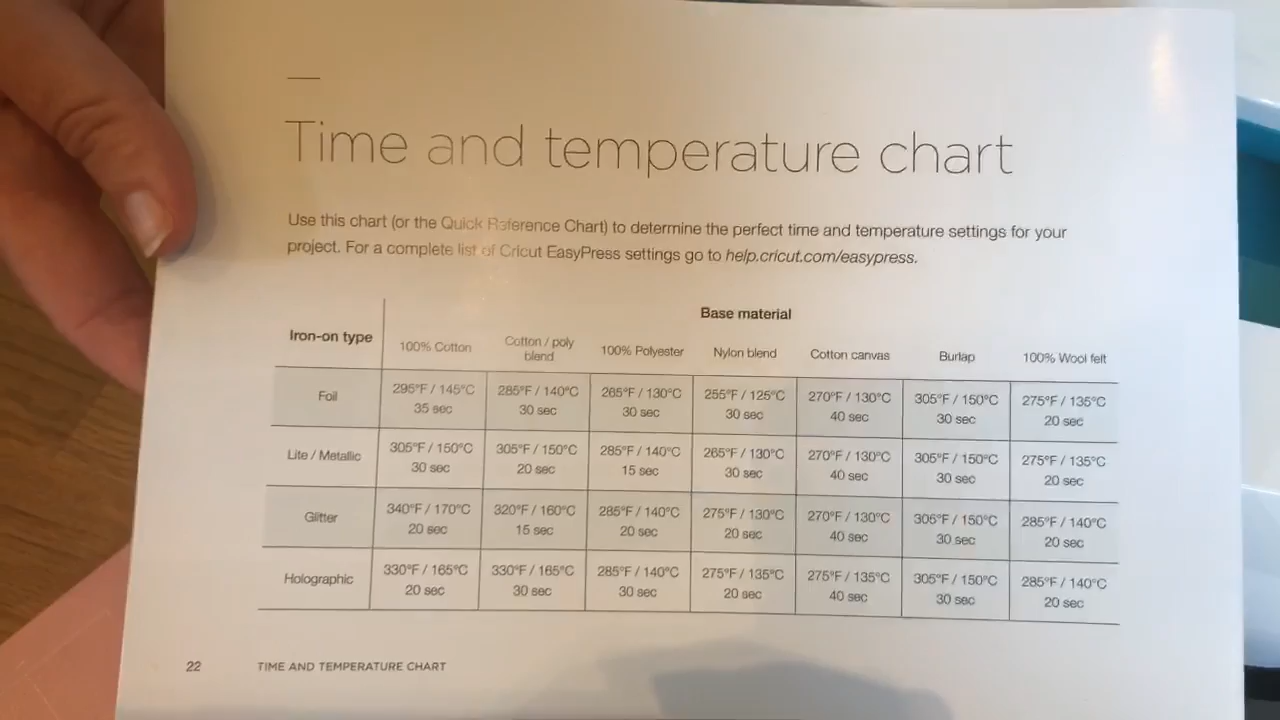 Time and temperature chart
Use this chart (or the Quick Reference Chart) to determine the perfect time and temperature settings for your
project. For a complete list of Cricut EasyPress settings go to help.cricut.com/easypress.
Base material
Iron-on type 100% Cotton Cotton / poly blend 100% Polyester Nylon blend Cotton canvas Burlap 100% Wool felt
Foil 295°F / 145°C 285°F / 140°C 265°F / 130°C 255°F / 125°C 270°F / 130°C 305°F / 150°C 275°F / 135°C
35 sec 30 sec 30 sec 30 sec 40 sec 30 sec 20 sec
Lite / Metallic 305°F / 150°C 305°F / 150°C 285°F / 140°C 265°F / 130°C 270°F / 130°C 305°F / 150°C 275°F / 135°C
30 sec 20 sec 15 sec 30 sec 40 sec 30 sec 20 sec
Glitter 340°F / 170°C 320°F / 160°C 285°F / 140°C 275°F / 130°C 270°F / 130°C 305°F / 150°C 285°F / 140°C
20 sec 15 sec 20 sec 20 sec 40 sec 30 sec 20 sec
Holographic 330°F / 165°C 330°F / 165°C 285°F / 140°C 275°F / 135°C 275°F / 135°C 305°F / 150°C 285°F / 140°C
20 sec 30 sec 30 sec 20 sec 40 sec 30 sec 20 sec
22 TIME AND TEMPERATURE CHART